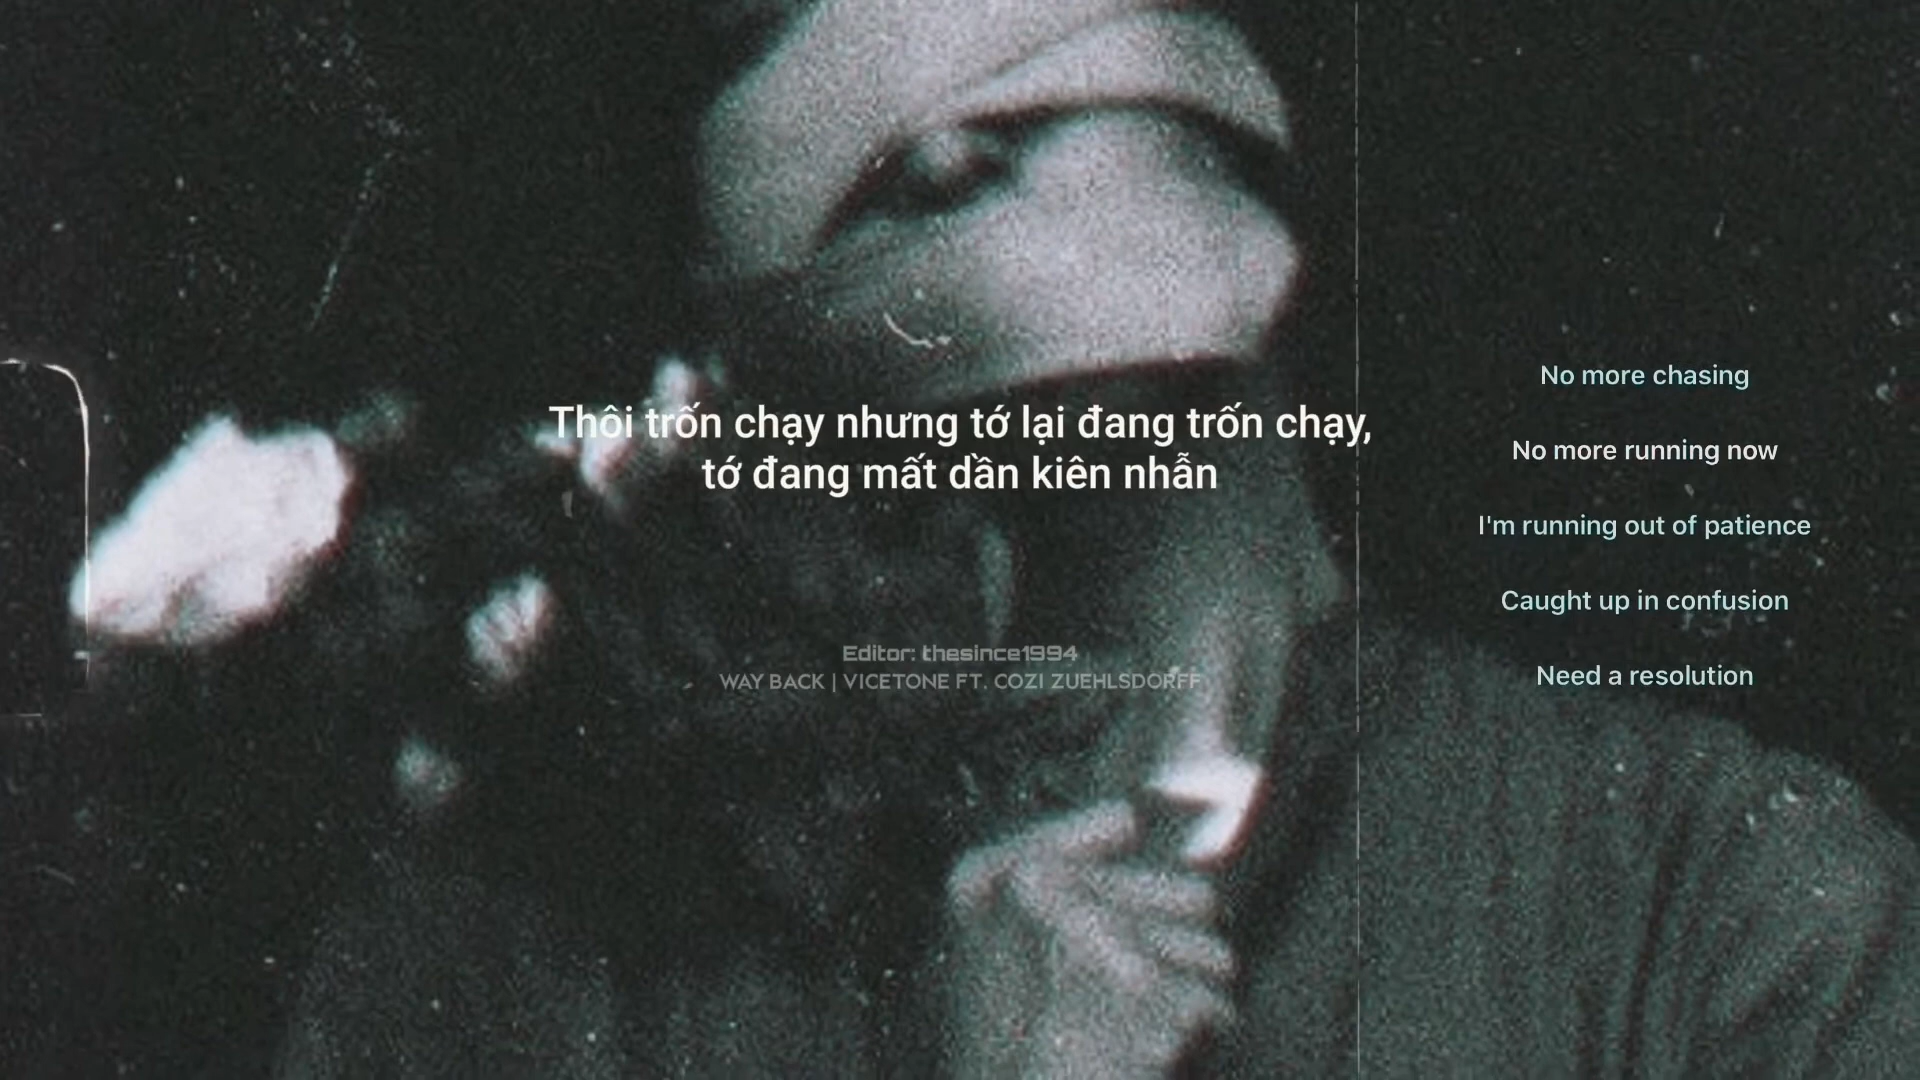 Thôi trốn chạy nhưng tớ lại đang trốn chạy,
tớ đang mất dần kiên nhẫn
Editor: thesince1994
WAY BACK | VICETONE FT. COZI ZUEHLSDORFF
No more chasing
No more running now
I'm running out of patience
Caught up in confusion
Need a resolution